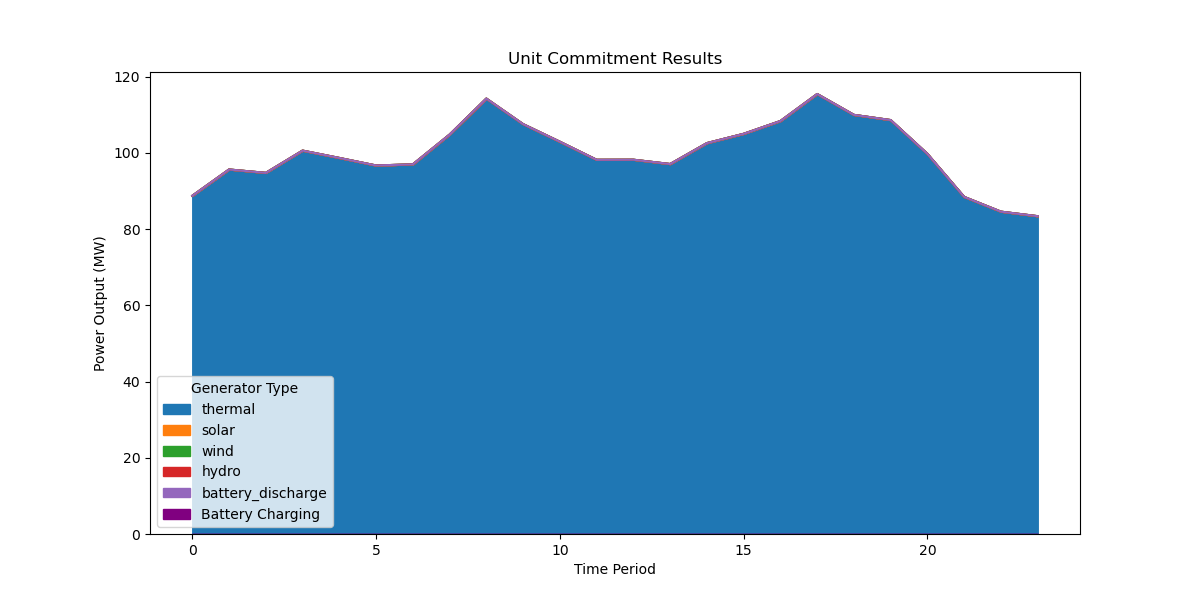 Unit Commitment Results
Power Output (MW)
120
100
80
60
40
20
0
Generator Type
thermal
solar
wind
hydro
battery_discharge
Battery Charging
0 5 10 15 20
Time Period